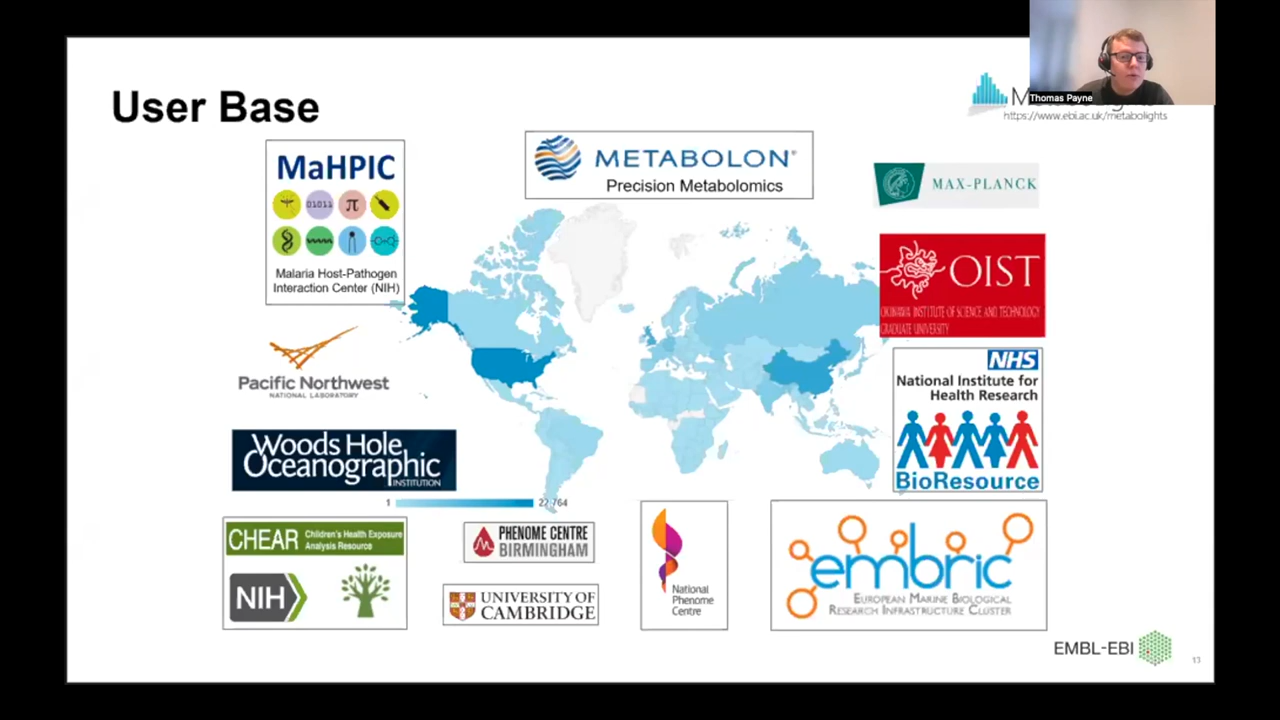 User Base
Thomas Payne
https://www.ebi.ac.uk/metabolights
MaHPIC
01011
π
Malaria Host-Pathogen
Interaction Center (NIH)
METABOLON®
Precision Metabolomics
MAX-PLANCK
OIST
OKINAWA INSTITUTE OF SCIENCE AND TECHNOLOGY
GRADUATE UNIVERSITY
Pacific Northwest
NATIONAL LABORATORY
NHS
National Institute for
Health Research
BioResource
Woods Hole
Oceanographic
INSTITUTION
1
22,764
CHEAR Children's Health Exposure
Analysis Resource
NIH
PHENOME CENTRE
BIRMINGHAM
UNIVERSITY OF
CAMBRIDGE
National
Phenome
Centre
embric
European Marine Biological
Research Infrastructure Cluster
EMBL-EBI
13